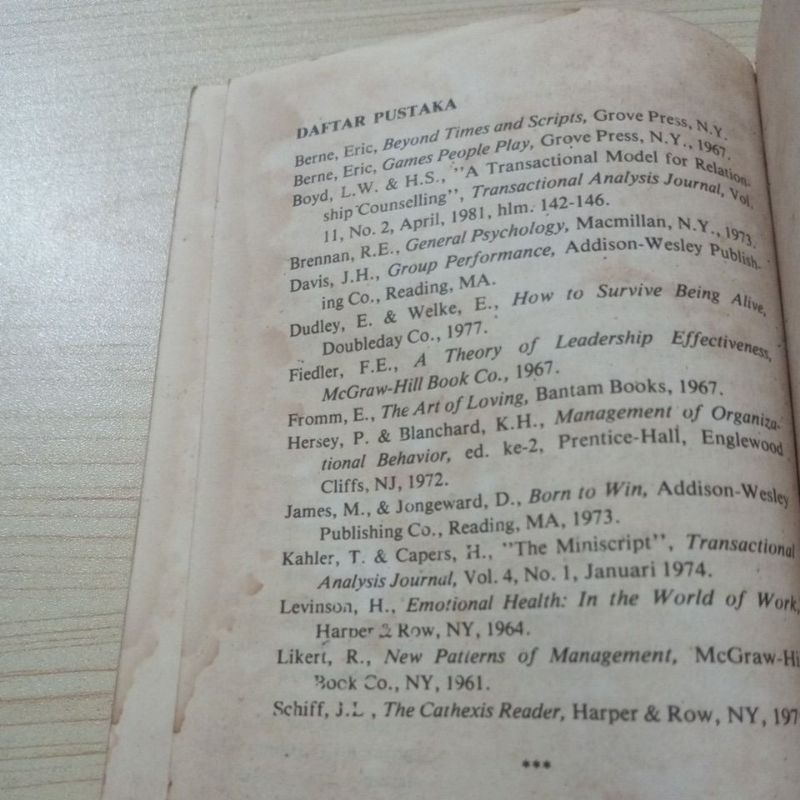 DAFTAR PUSTAKA
Berne, Eric, Beyond Times and Scripts, Grove Press, N.Y.
Berne, Eric, Games People Play, Grove Press, N.Y., 1967.
Boyd, L.W. & H.S., "A Transactional Model for Relation-
ship Counselling", Transactional Analysis Journal, Vol.
11, No. 2, April, 1981, hlm. 142-146.
Brennan, R.E., General Psychology, Macmillan, N.Y., 1973.
Davis, J.H., Group Performance, Addison-Wesley Publish-
ing Co., Reading, MA.
Dudley, E. & Welke, E., How to Survive Being Alive,
Doubleday Co., 1977.
Fiedler, F.E., A Theory of Leadership Effectiveness,
McGraw-Hill Book Co., 1967.
Fromm, E., The Art of Loving, Bantam Books, 1967.
Hersey, P. & Blanchard, K.H., Management of Organiza-
tional Behavior, ed. ke-2, Prentice-Hall, Englewood
Cliffs, NJ, 1972.
James, M., & Jongeward, D., Born to Win, Addison-Wesley
Publishing Co., Reading, MA, 1973.
Kahler, T. & Capers, H., "The Miniscript", Transactional
Analysis Journal, Vol. 4, No. 1, Januari 1974.
Levinson, H., Emotional Health: In the World of Work,
Harper & Row, NY, 1964.
Likert, R., New Patterns of Management, McGraw-Hi
Book Co., NY, 1961.
Schiff, J.L., The Cathexis Reader, Harper & Row, NY, 197
***